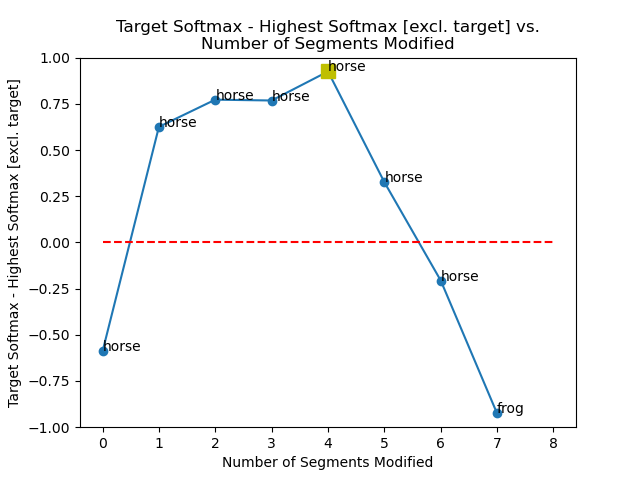 Target Softmax - Highest Softmax [excl. target] vs.
Number of Segments Modified
Target Softmax - Highest Softmax [excl. target]
1.00
0.75
0.50
0.25
0.00
−0.25
−0.50
−0.75
−1.00
horse
horse
horse
horse
horse
horse
horse
frog
0 1 2 3 4 5 6 7 8
Number of Segments Modified